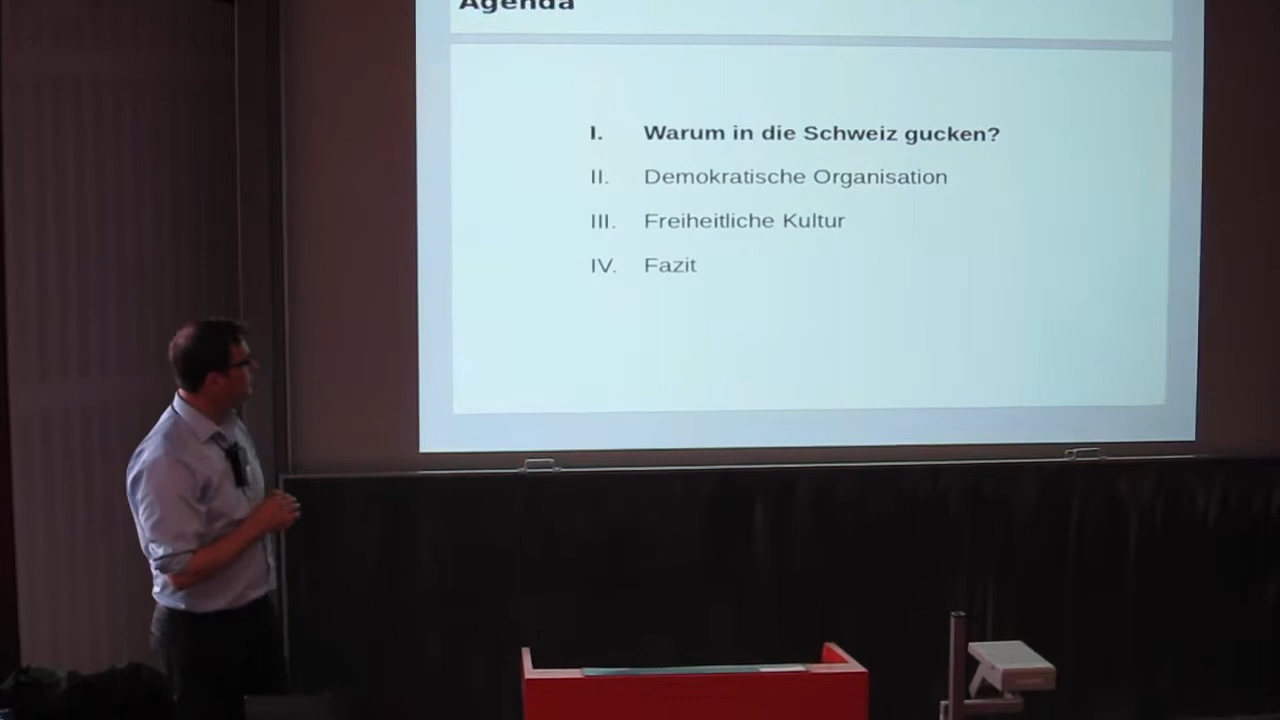 Agenda
I. Warum in die Schweiz gucken?
II. Demokratische Organisation
III. Freiheitliche Kultur
IV. Fazit